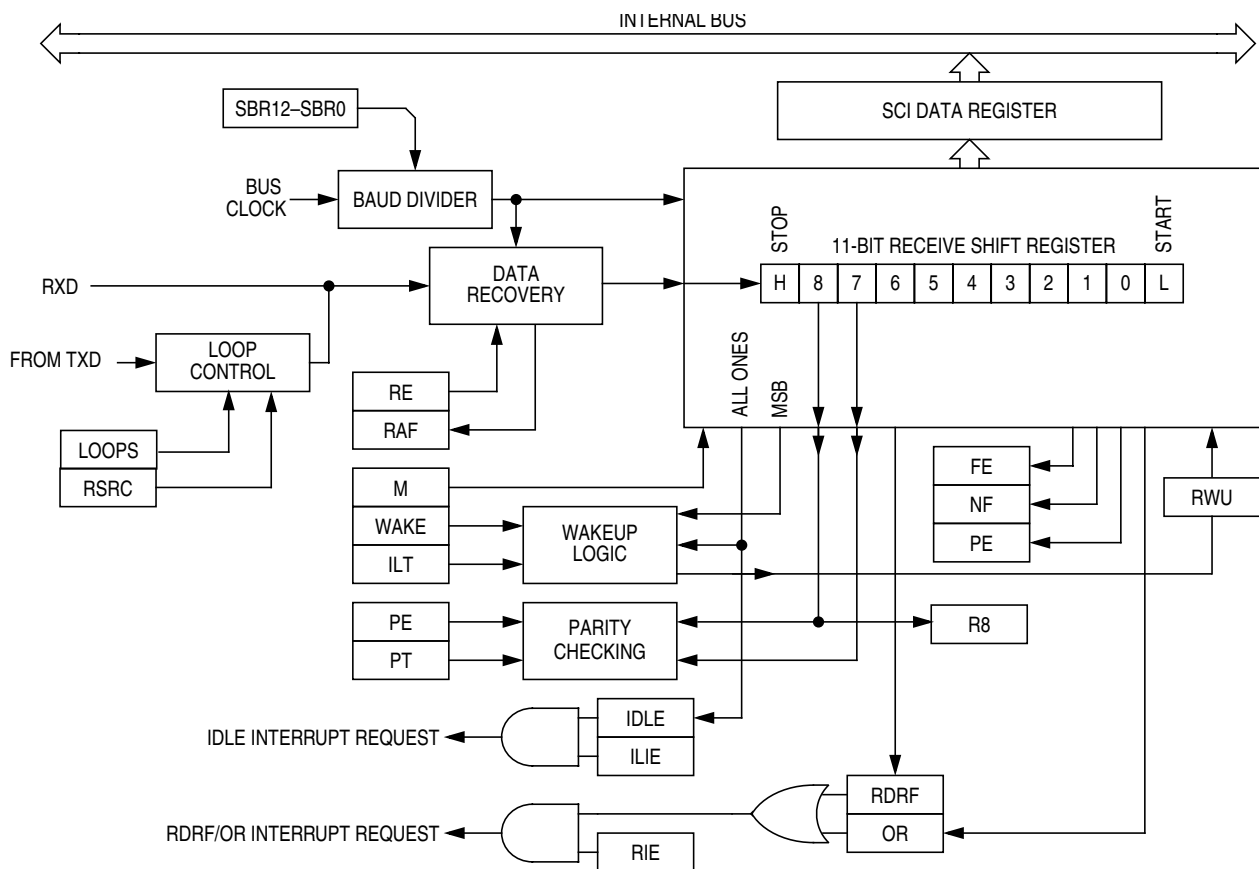 INTERNAL BUS
SBR12–SBR0
SCI DATA REGISTER
BUS
CLOCK
BAUD DIVIDER
STOP
11-BIT RECEIVE SHIFT REGISTER
START
H 8 7 6 5 4 3 2 1 0 L
RXD
DATA
RECOVERY
FROM TXD
LOOP
CONTROL
ALL ONES
MSB
RE
RAF
LOOPS
RSRC
M
WAKE
ILT
WAKEUP
LOGIC
FE
NF
PE
RWU
PE
PT
PARITY
CHECKING
R8
IDLE INTERRUPT REQUEST
IDLE
ILIE
RDRF/OR INTERRUPT REQUEST
RDRF
OR
RIE